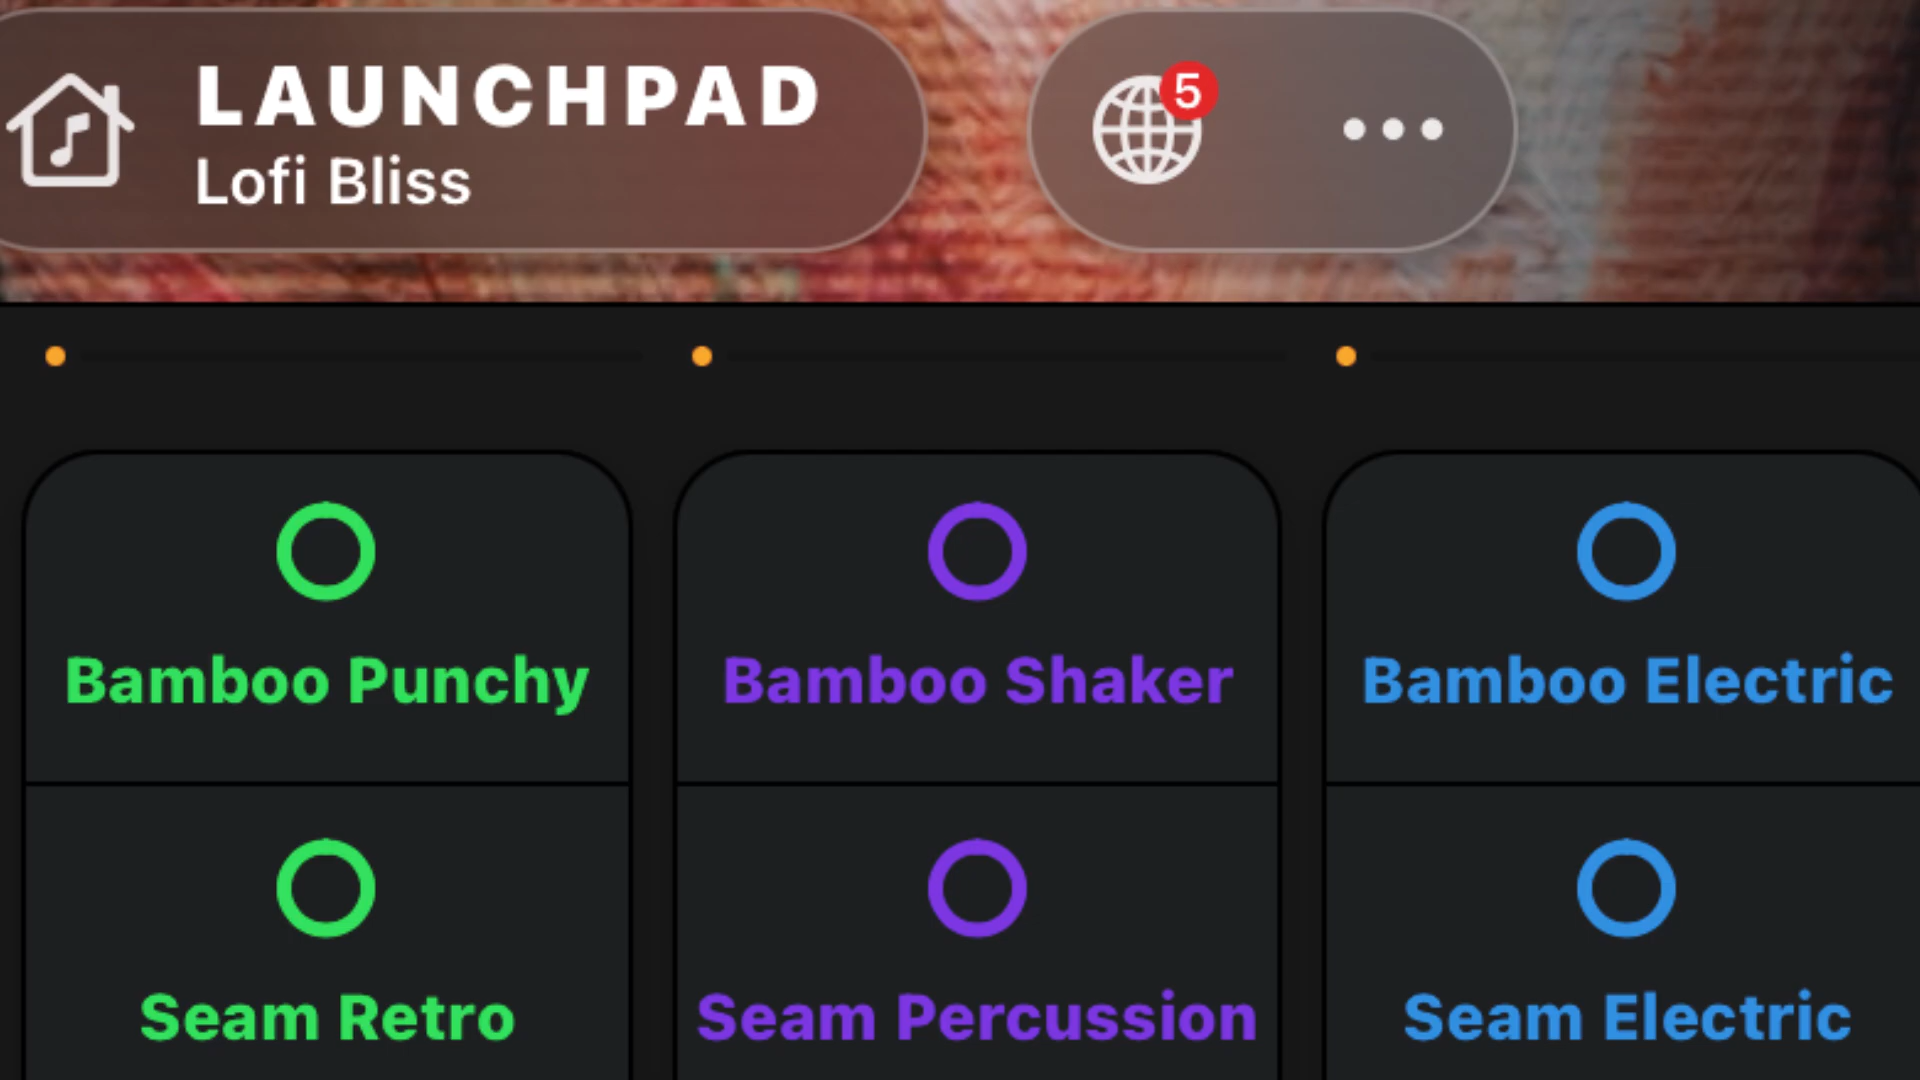 LAUNCHPAD
Lofi Bliss
5
Bamboo Punchy
Bamboo Shaker
Bamboo Electric
Seam Retro
Seam Percussion
Seam Electric